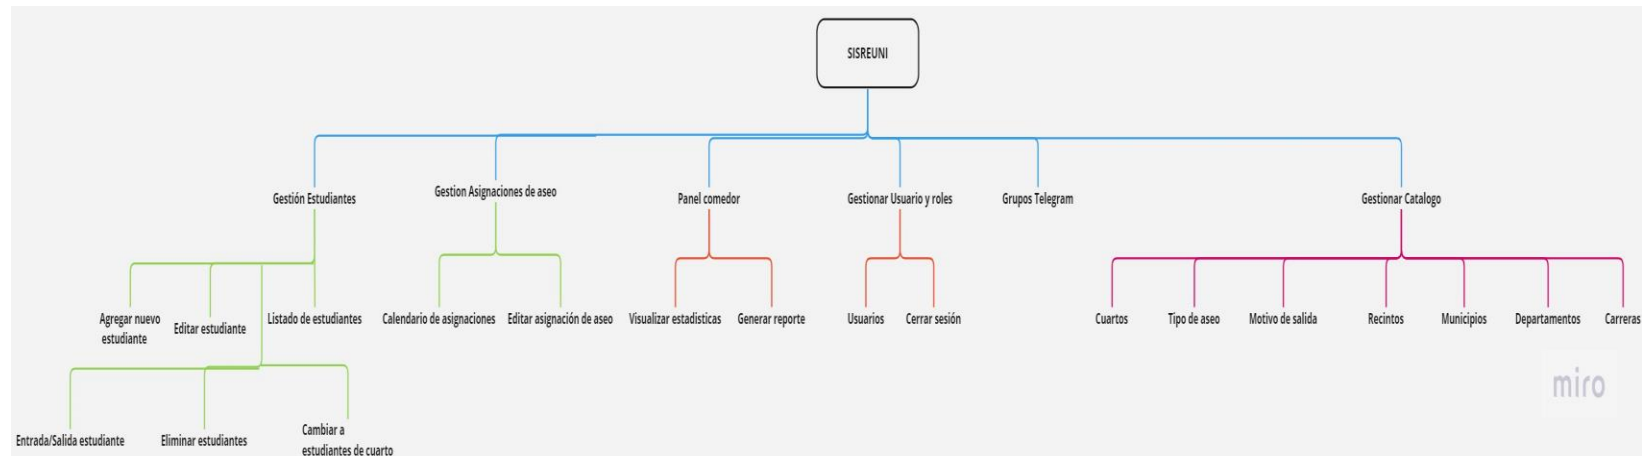 SISREUNI
Gestión Estudiantes
Gestion Asignaciones de aseo
Panel comedor
Gestionar Usuario y roles
Grupos Telegram
Gestionar Catalogo
Agregar nuevo
estudiante
Editar estudiante
Listado de estudiantes
Calendario de asignaciones
Editar asignación de aseo
Visualizar estadisticas
Generar reporte
Usuarios
Cerrar sesión
Cuartos
Tipo de aseo
Motivo de salida
Recintos
Municipios
Departamentos
Carreras
Entrada/Salida estudiante
Eliminar estudiantes
Cambiar a
estudiantes de cuarto
miro